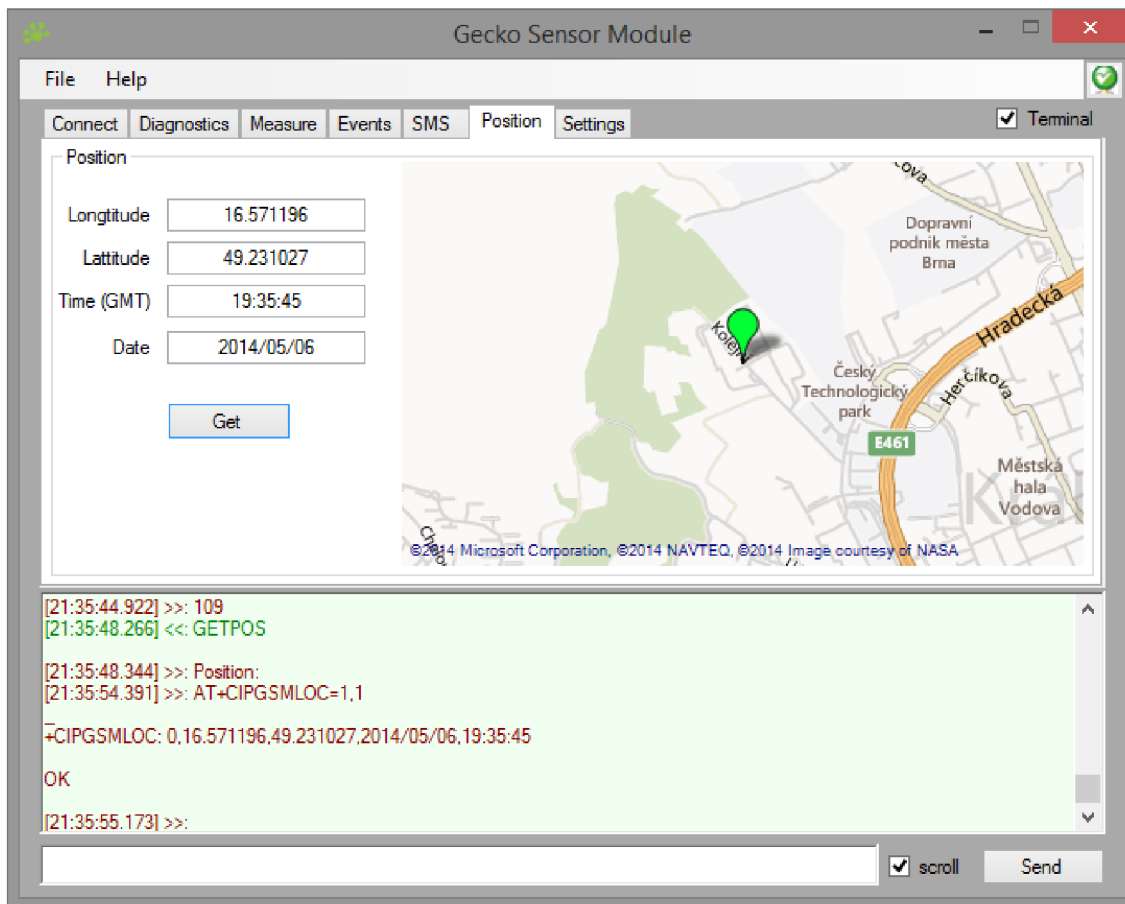 Gecko Sensor Module
File Help
Connect Diagnostics Measure Events SMS Position Settings
Terminal
Position
Longtitude 16.571196
Lattitude 49.231027
Time (GMT) 19:35:45
Date 2014/05/06
Get
Dopravní
podnik města
Brna
Hradecká
Český
Technologický
park
Herčíkova
E461
Městská
hala
Vodova
©2014 Microsoft Corporation, ©2014 NAVTEQ, ©2014 Image courtesy of NASA
[21:35:44.922] >>: 109
[21:35:48.266] <<: GETPOS
[21:35:48.344] >>: Position:
[21:35:54.391] >>: AT+CIPGSMLOC=1,1
_
+CIPGSMLOC: 0,16.571196,49.231027,2014/05/06,19:35:45
OK
[21:35:55.173] >>:
scroll
Send